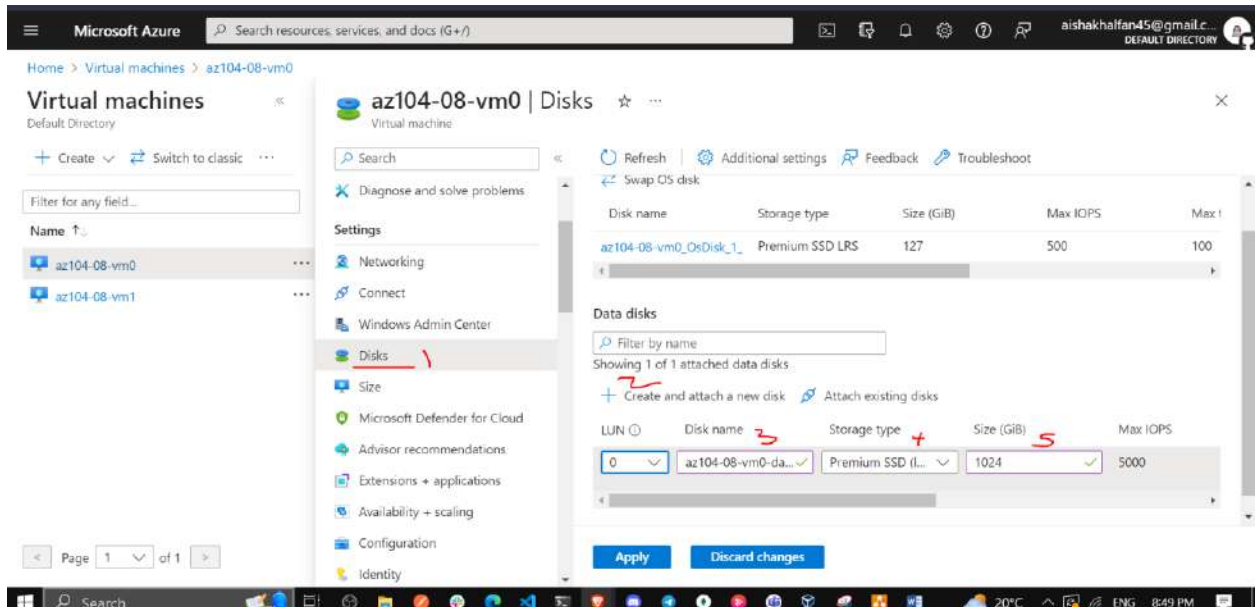 Microsoft Azure
Search resources, services, and docs (G+/)
aishakhalfan45@gmail.c...
DEFAULT DIRECTORY
Home > Virtual machines > az104-08-vm0
Virtual machines
Default Directory
Create
Switch to classic
Filter for any field...
Name ↑
az104-08-vm0
az104-08-vm1
< Page 1 of 1 >
az104-08-vm0 | Disks
Virtual machine
Search
Diagnose and solve problems
Settings
Networking
Connect
Windows Admin Center
Disks 1
Size
Microsoft Defender for Cloud
Advisor recommendations
Extensions + applications
Availability + scaling
Configuration
Identity
Refresh Additional settings Feedback Troubleshoot
Swap OS disk
Disk name Storage type Size (GiB) Max IOPS Max t
az104-08-vm0_OsDisk_1_ Premium SSD LRS 127 500 100
Data disks
Filter by name
Showing 1 of 1 attached data disks
2
+ Create and attach a new disk Attach existing disks
LUN Disk name 3 Storage type 4 Size (GiB) 5 Max IOPS
0 az104-08-vm0-da... Premium SSD (l... 1024 5000
Apply Discard changes
Search 20°C ENG 8:49 PM